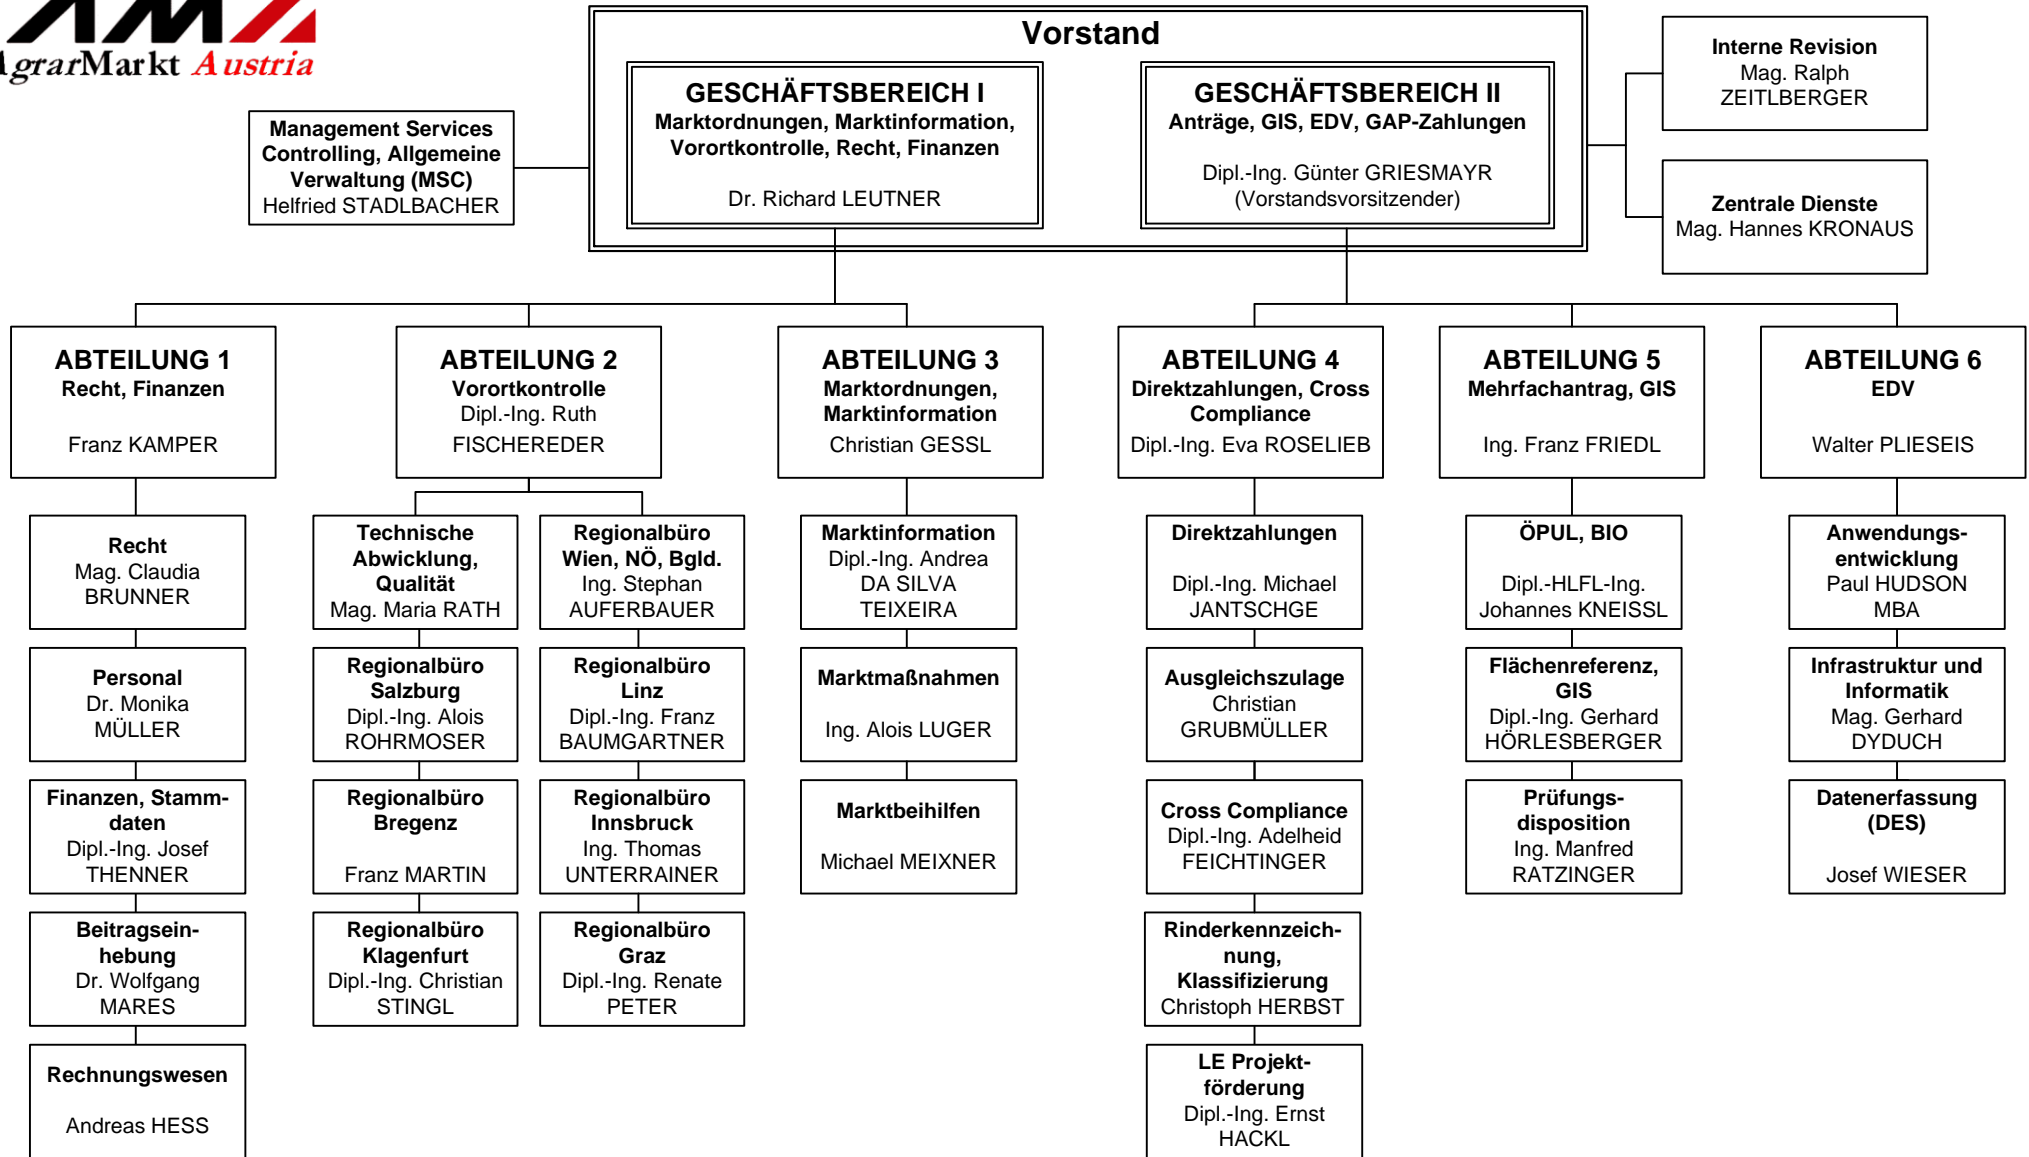 AMA
AgrarMarkt Austria
Vorstand
GESCHÄFTSBEREICH I
Marktordnungen, Marktinformation,
Vorortkontrolle, Recht, Finanzen
Dr. Richard LEUTNER
GESCHÄFTSBEREICH II
Anträge, GIS, EDV, GAP-Zahlungen
Dipl.-Ing. Günter GRIESMAYR
(Vorstandsvorsitzender)
Interne Revision
Mag. Ralph
ZEITLBERGER
Management Services
Controlling, Allgemeine
Verwaltung (MSC)
Helfried STADLBACHER
Zentrale Dienste
Mag. Hannes KRONAUS
ABTEILUNG 1
Recht, Finanzen
Franz KAMPER
ABTEILUNG 2
Vorortkontrolle
Dipl.-Ing. Ruth
FISCHEREDER
ABTEILUNG 3
Marktordnungen,
Marktinformation
Christian GESSL
ABTEILUNG 4
Direktzahlungen, Cross
Compliance
Dipl.-Ing. Eva ROSELIEB
ABTEILUNG 5
Mehrfachantrag, GIS
Ing. Franz FRIEDL
ABTEILUNG 6
EDV
Walter PLIESEIS
Recht
Mag. Claudia
BRUNNER
Technische
Abwicklung,
Qualität
Mag. Maria RATH
Regionalbüro
Wien, NÖ, Bgld.
Ing. Stephan
AUFERBAUER
Marktinformation
Dipl.-Ing. Andrea
DA SILVA
TEIXEIRA
Direktzahlungen
Dipl.-Ing. Michael
JANTSCHGE
ÖPUL, BIO
Dipl.-HLFL-Ing.
Johannes KNEISSL
Anwendungs-
entwicklung
Paul HUDSON
MBA
Personal
Dr. Monika
MÜLLER
Regionalbüro
Salzburg
Dipl.-Ing. Alois
ROHRMOSER
Regionalbüro
Linz
Dipl.-Ing. Franz
BAUMGARTNER
Marktmaßnahmen
Ing. Alois LUGER
Ausgleichszulage
Christian
GRUBMÜLLER
Flächenreferenz,
GIS
Dipl.-Ing. Gerhard
HÖRLESBERGER
Infrastruktur und
Informatik
Mag. Gerhard
DYDUCH
Finanzen, Stamm-
daten
Dipl.-Ing. Josef
THENNER
Regionalbüro
Bregenz
Franz MARTIN
Regionalbüro
Innsbruck
Ing. Thomas
UNTERRAINER
Marktbeihilfen
Michael MEIXNER
Cross Compliance
Dipl.-Ing. Adelheid
FEICHTINGER
Prüfungs-
disposition
Ing. Manfred
RATZINGER
Datenerfassung
(DES)
Josef WIESER
Beitragsein-
hebung
Dr. Wolfgang
MARES
Regionalbüro
Klagenfurt
Dipl.-Ing. Christian
STINGL
Regionalbüro
Graz
Dipl.-Ing. Renate
PETER
Rinderkennzeich-
nung,
Klassifizierung
Christoph HERBST
Rechnungswesen
Andreas HESS
LE Projekt-
förderung
Dipl.-Ing. Ernst
HACKL